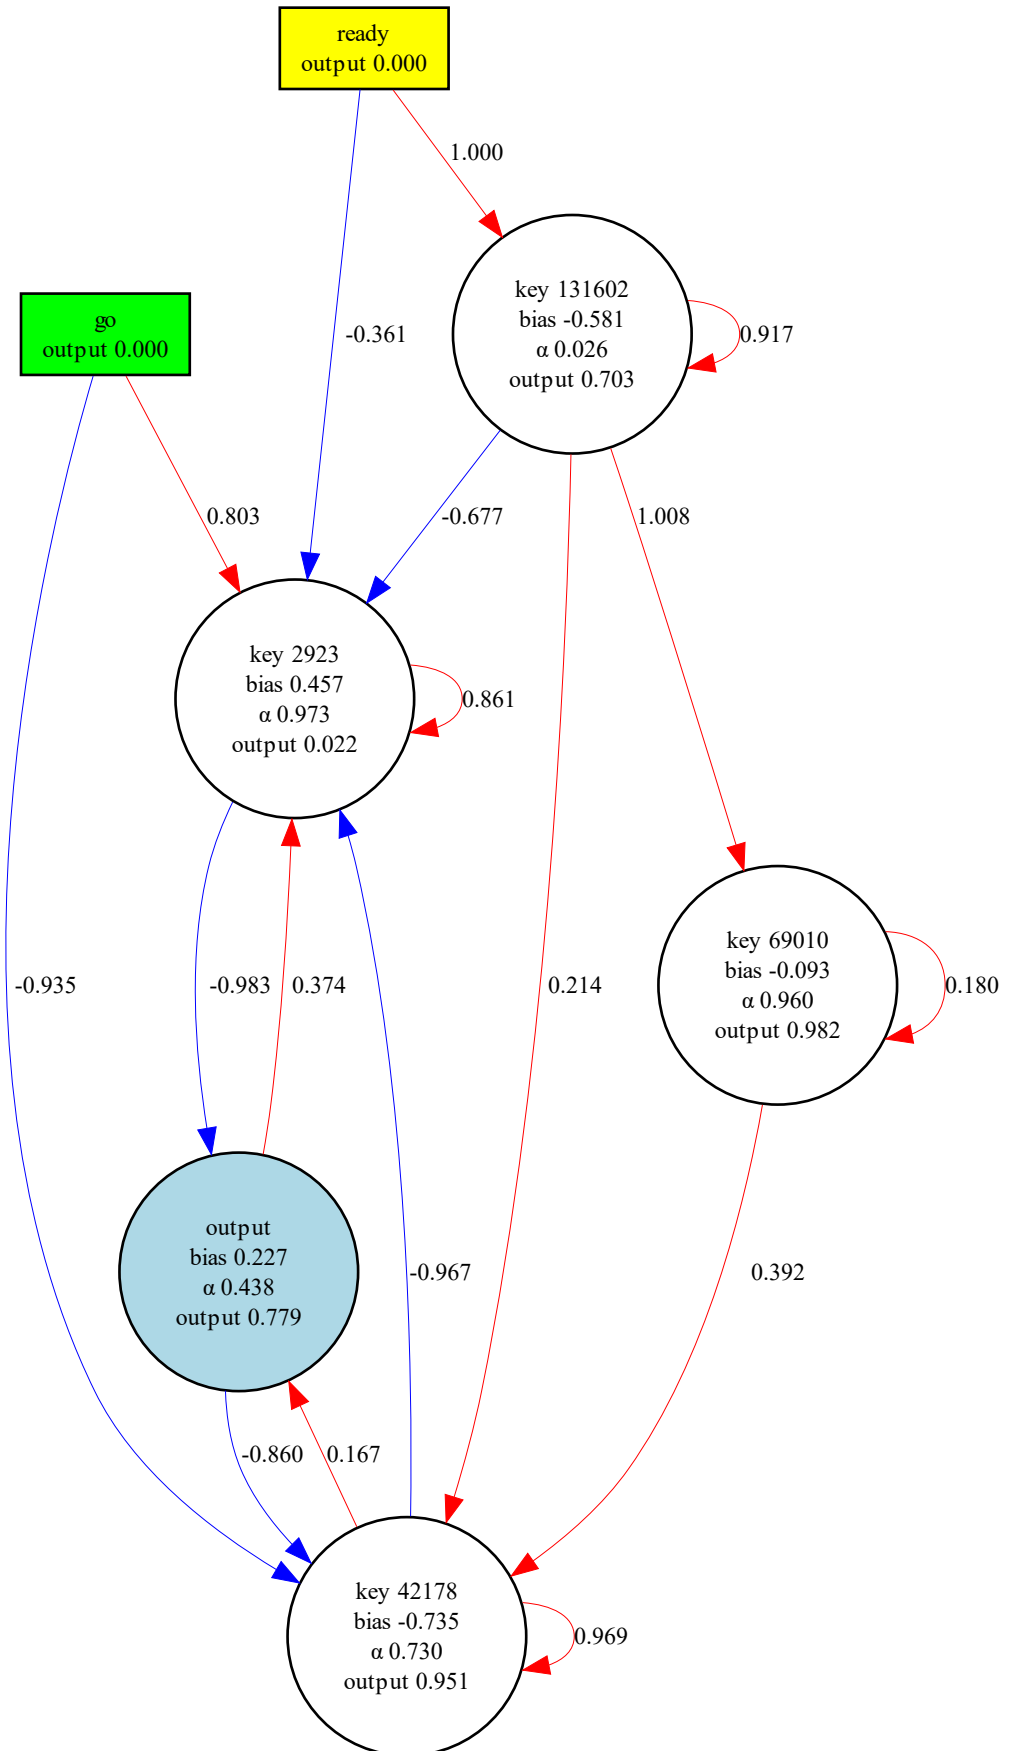 ready
output 0.000
1.000
key 131602
bias -0.581
α 0.026
output 0.703
0.917
-0.361
go
output 0.000
0.803
-0.677
1.008
key 2923
bias 0.457
α 0.973
output 0.022
0.861
-0.935
-0.983
0.374
0.214
key 69010
bias -0.093
α 0.960
output 0.982
0.180
output
bias 0.227
α 0.438
output 0.779
-0.967
0.392
-0.860
0.167
key 42178
bias -0.735
α 0.730
output 0.951
0.969